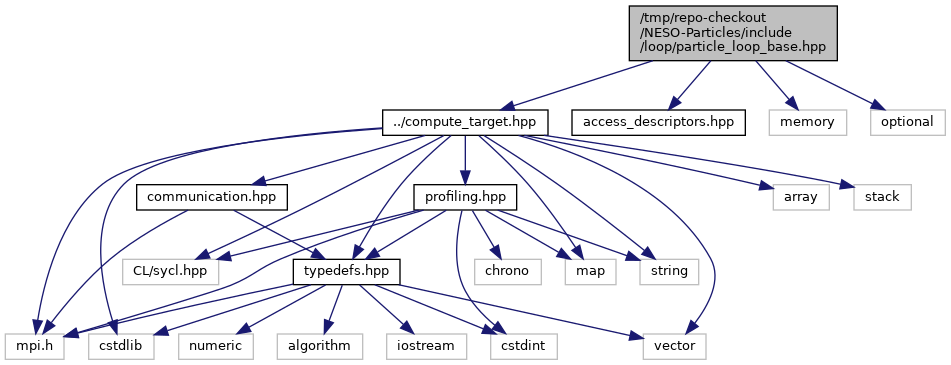 /tmp/repo-checkout
/NESO-Particles/include
/loop/particle_loop_base.hpp
../compute_target.hpp
access_descriptors.hpp
memory
optional
communication.hpp
profiling.hpp
array
stack
CL/sycl.hpp
typedefs.hpp
chrono
map
string
mpi.h
cstdlib
numeric
algorithm
iostream
cstdint
vector